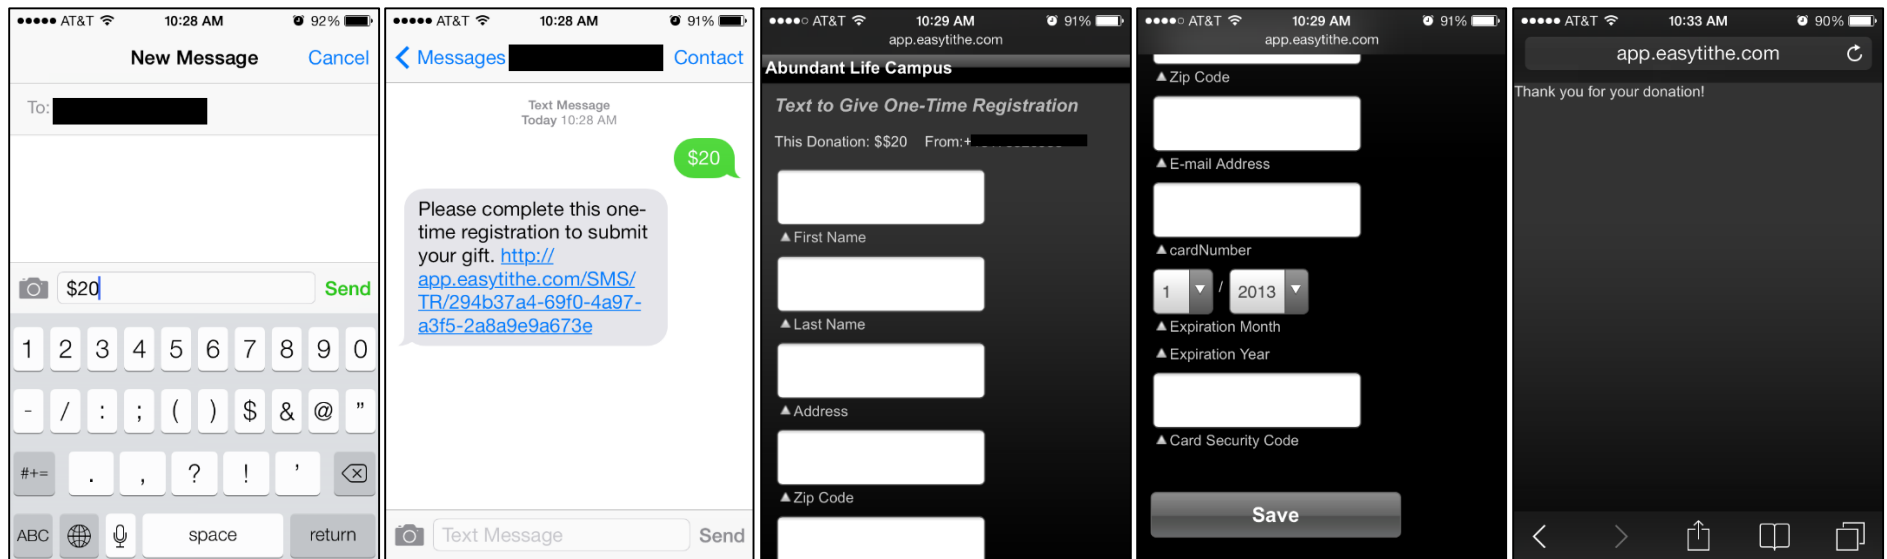 AT&T 10:28 AM 92%
New Message Cancel
To:
$20 Send
1 2 3 4 5 6 7 8 9 0
- / : ; ( ) $ & @ "
#+= . , ? ! '
ABC space return
AT&T 10:28 AM 91%
Messages Contact
Text Message
Today 10:28 AM
$20
Please complete this one-
time registration to submit
your gift. http://
app.easytithe.com/SMS/
TR/294b37a4-69f0-4a97-
a3f5-2a8a9e9a673e
Text Message Send
AT&T 10:29 AM 91%
app.easytithe.com
Abundant Life Campus
Text to Give One-Time Registration
This Donation: $$20 From:+
First Name
Last Name
Address
Zip Code
AT&T 10:29 AM 91%
app.easytithe.com
Zip Code
E-mail Address
cardNumber
1 / 2013
Expiration Month
Expiration Year
Card Security Code
Save
AT&T 10:33 AM 90%
app.easytithe.com
Thank you for your donation!